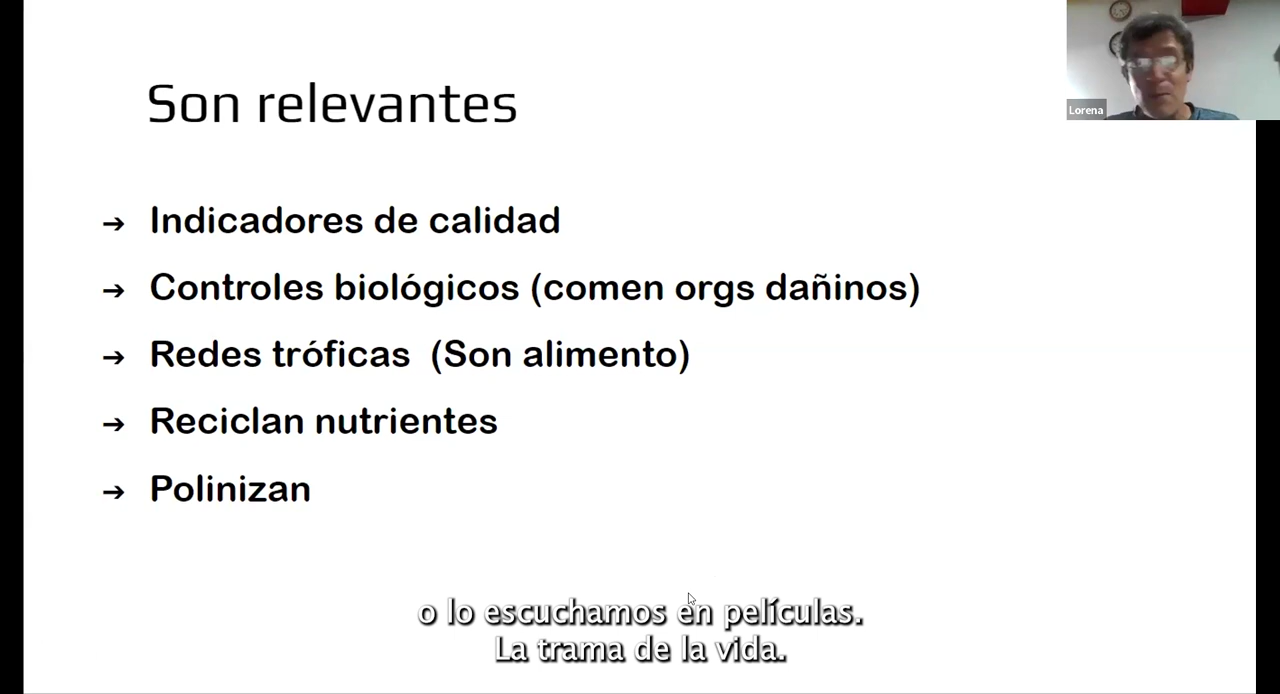 Son relevantes
Lorena
➔ Indicadores de calidad
➔ Controles biológicos (comen orgs dañinos)
➔ Redes tróficas (Son alimento)
➔ Reciclan nutrientes
➔ Polinizan
o lo escuchamos en películas.
La trama de la vida.